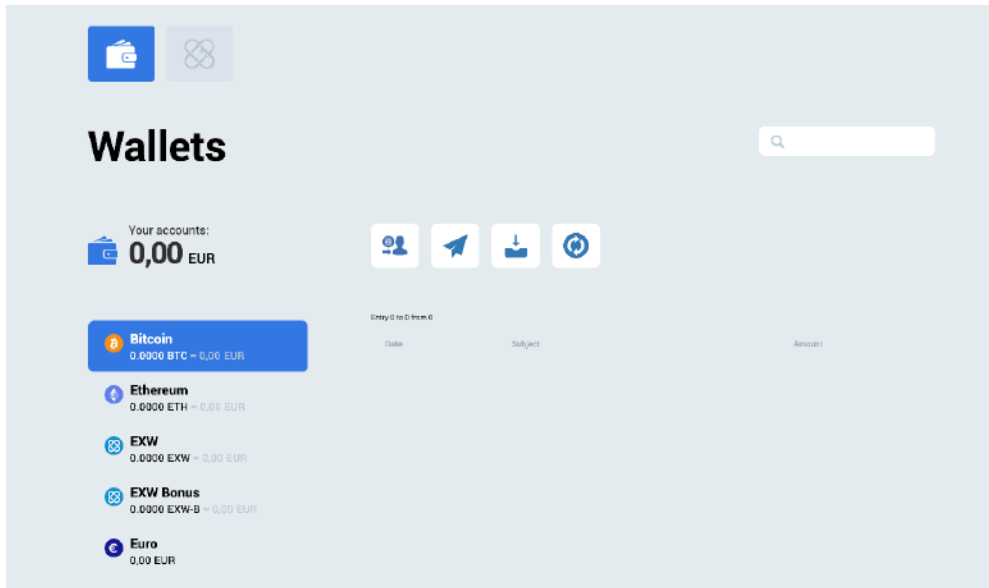 Wallets
Your accounts:
0,00 EUR
Entry 0 to 0 from 0
Date Subject Amount
Bitcoin
0.0000 BTC ~ 0,00 EUR
Ethereum
0.0000 ETH ~ 0,00 EUR
EXW
0.0000 EXW ~ 0,00 EUR
EXW Bonus
0.0000 EXW-B ~ 0,00 EUR
Euro
0,00 EUR